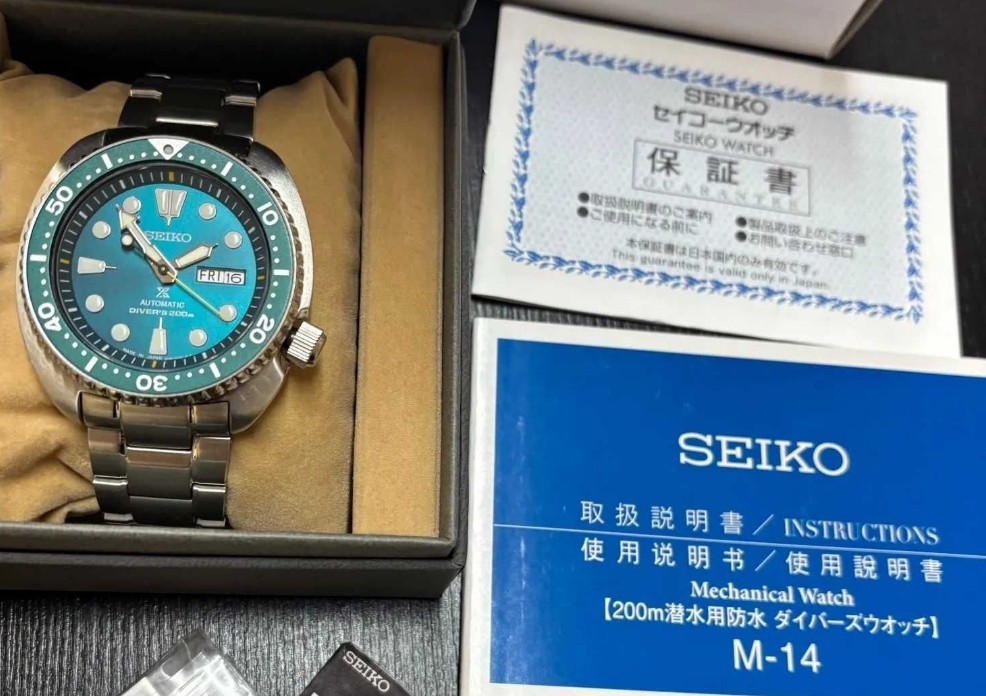 50
10
40
20
30
SEIKO
FRI 16
AUTOMATIC
DIVER'S 200m
SEIKO
セイコーウオッチ
SEIKO WATCH
保証書
GUARANTEE
●取扱説明書のご案内
●ご使用になる前に
●製品取扱上のご注意
●お問い合わせ窓口
本保証書は日本国内のみ有効です。
This guarantee is valid only in Japan.
SEIKO
取扱説明書/INSTRUCTIONS
使用说明书/使用說明書
Mechanical Watch
【200m潜水用防水 ダイバーズウオッチ】
M-14
SEIKO